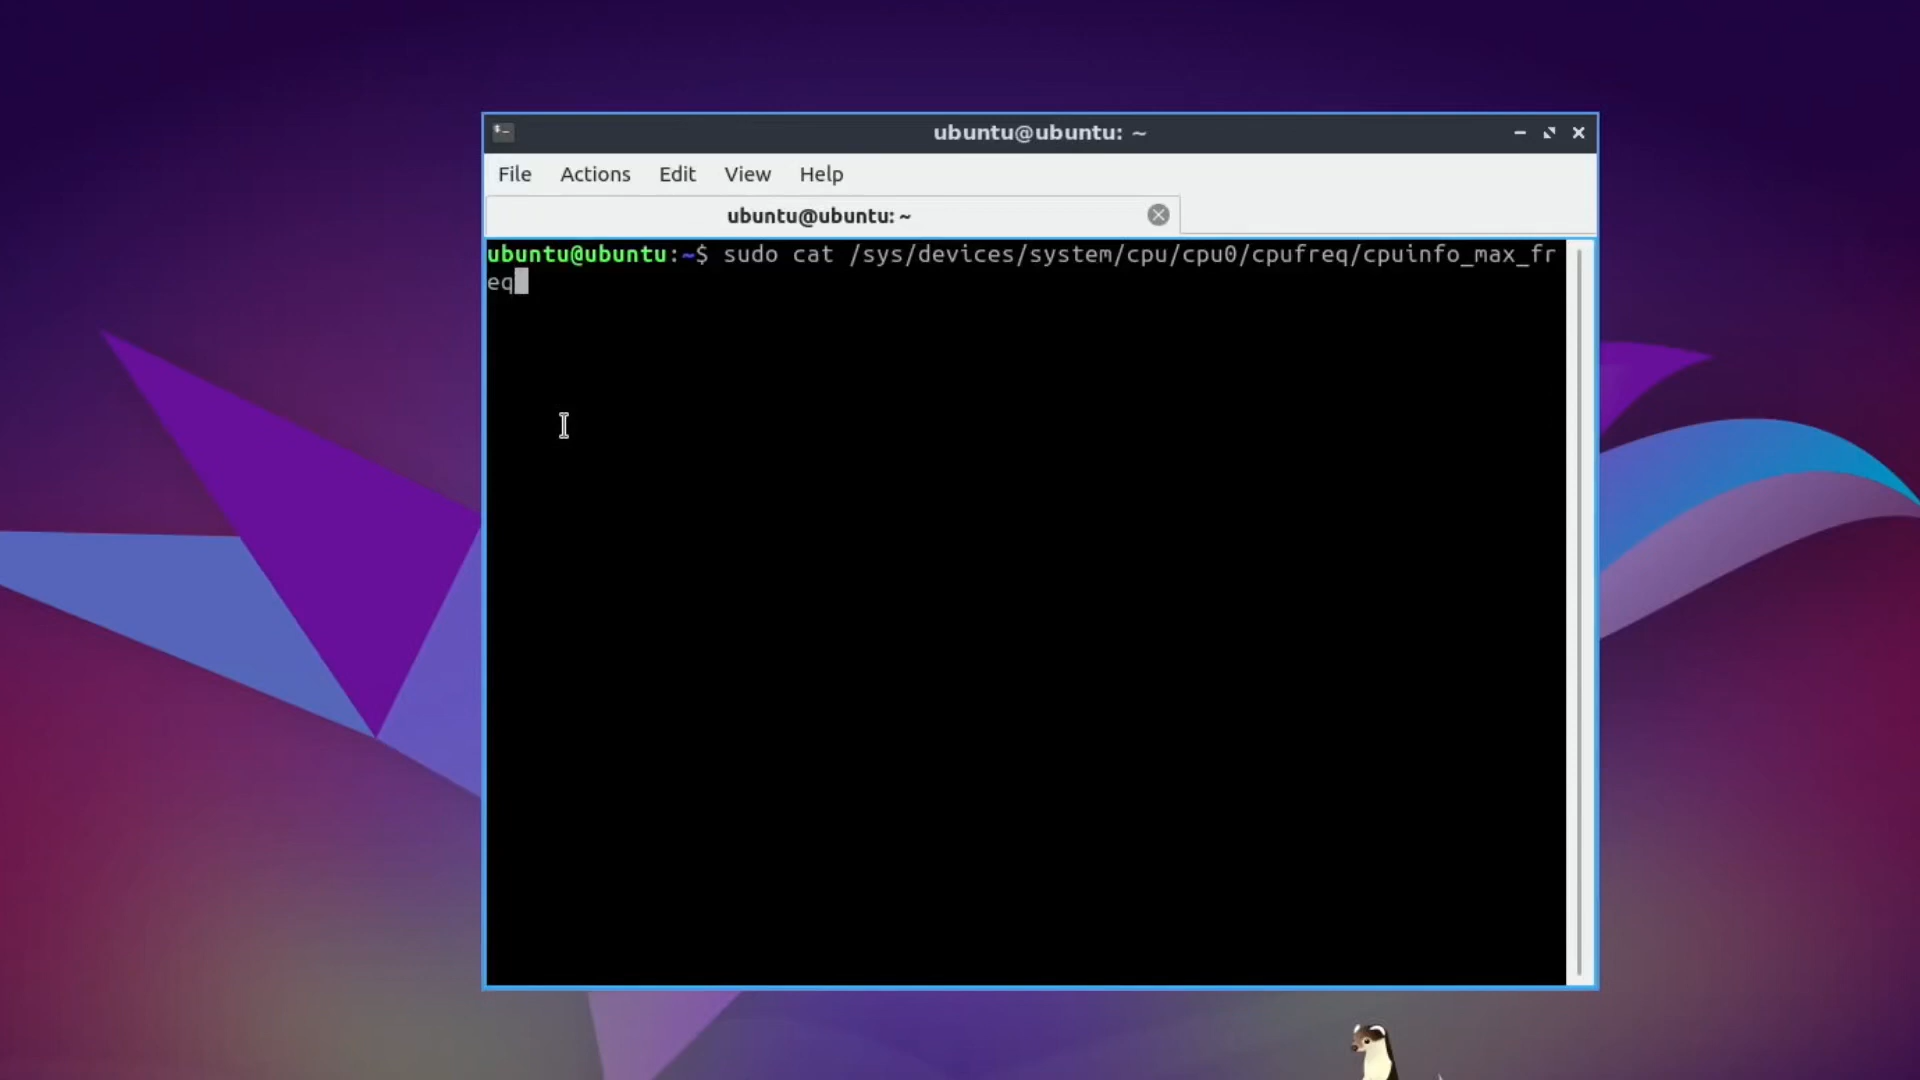 ubuntu@ubuntu: ~
File Actions Edit View Help
ubuntu@ubuntu: ~
ubuntu@ubuntu:~$ sudo cat /sys/devices/system/cpu/cpu0/cpufreq/cpuinfo_max_fr
eq